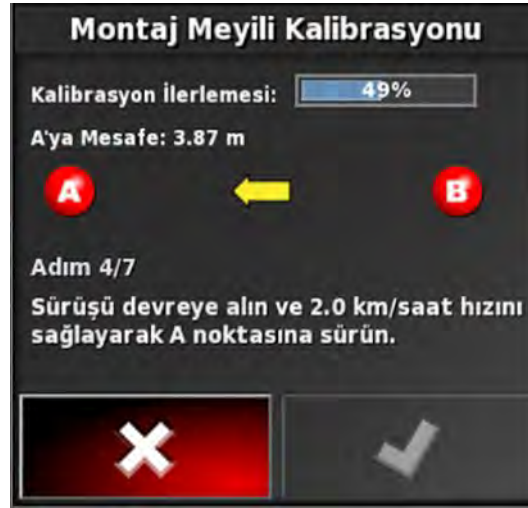 Montaj Meyili Kalibrasyonu
Kalibrasyon İlerlemesi: 49%
A'ya Mesafe: 3.87 m
A B
Adım 4/7
Sürüşü devreye alın ve 2.0 km/saat hızını
sağlayarak A noktasına sürün.